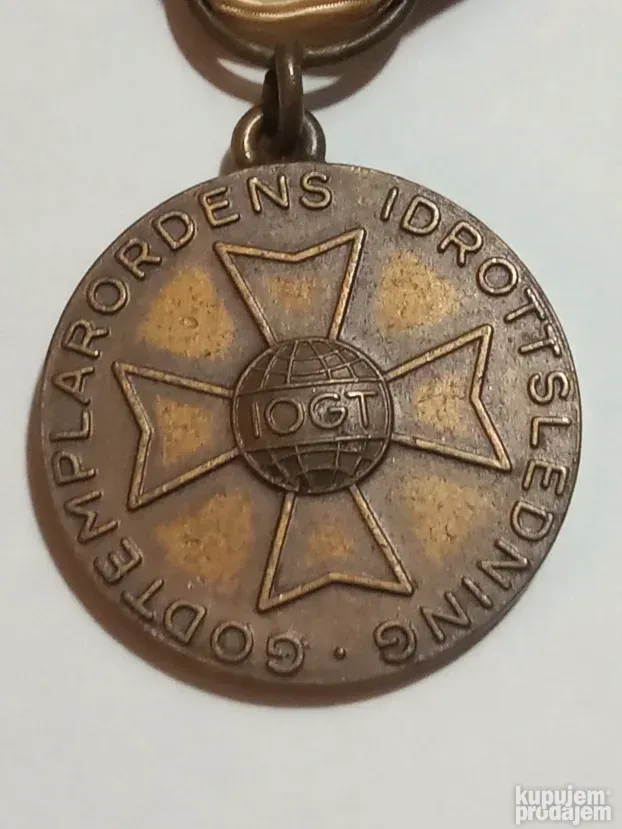 GODTEMPLARORDENS IDROTTSLEDNING ·
IOGT
kupujem
prodajem